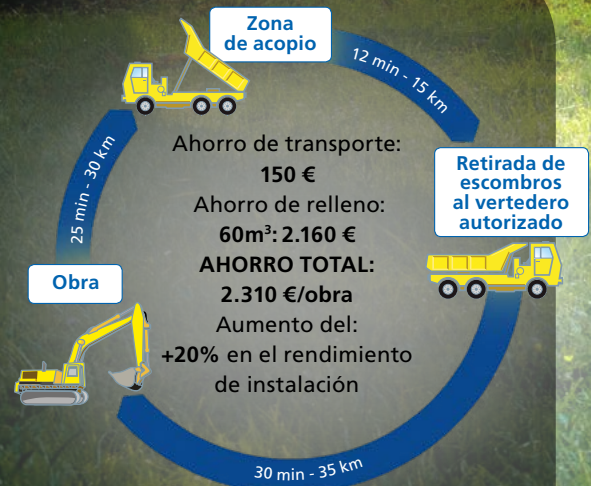 Zona
de acopio
12 min - 15 km
Retirada de
escombros
al vertedero
autorizado
30 min - 35 km
Obra
25 min - 30 km
Ahorro de transporte:
150 €
Ahorro de relleno:
60m³: 2.160 €
AHORRO TOTAL:
2.310 €/obra
Aumento del:
+20% en el rendimiento
de instalación